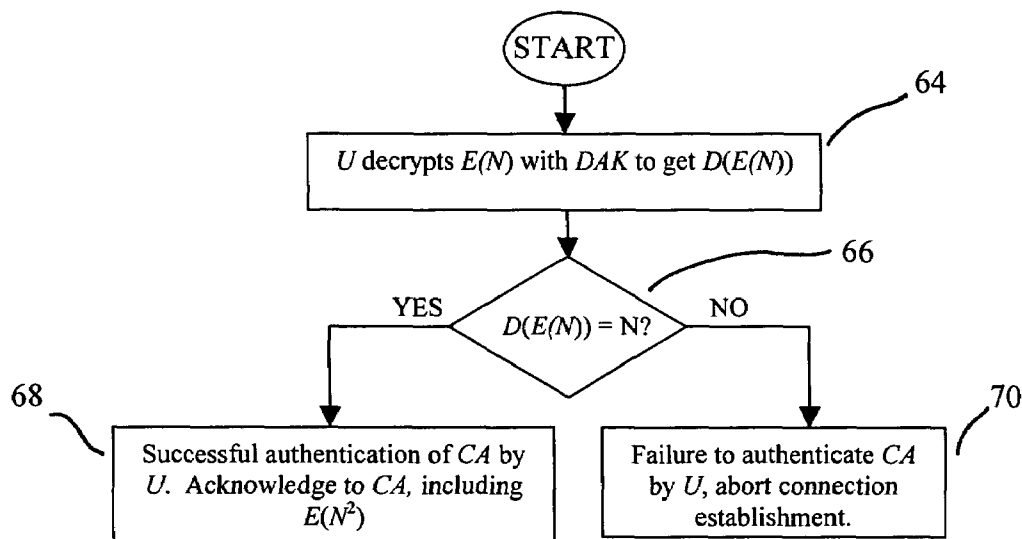 START
64
U decrypts E(N) with DAK to get D(E(N))
66
YES
D(E(N)) = N?
NO
68
Successful authentication of CA by
U. Acknowledge to CA, including
E(N²)
70
Failure to authenticate CA
by U, abort connection
establishment.